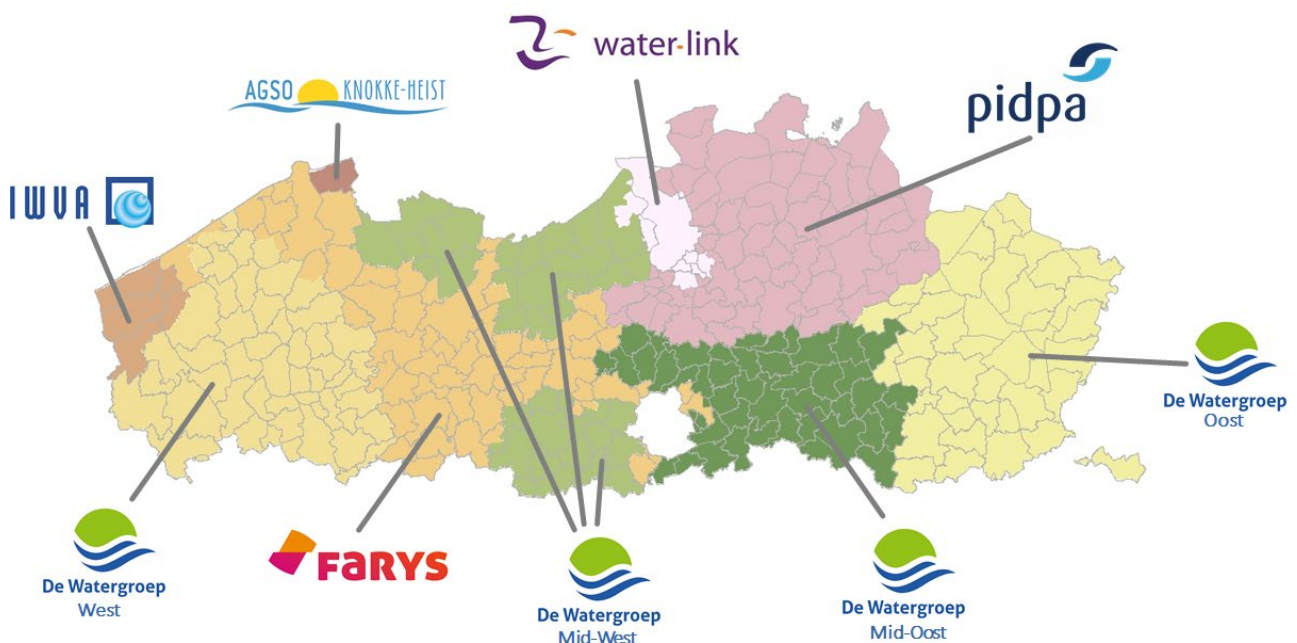 water-link
pidpa
AGSO KNOKKE-HEIST
IWVA
De Watergroep
Oost
De Watergroep
West
FARYS
De Watergroep
Mid-West
De Watergroep
Mid-Oost